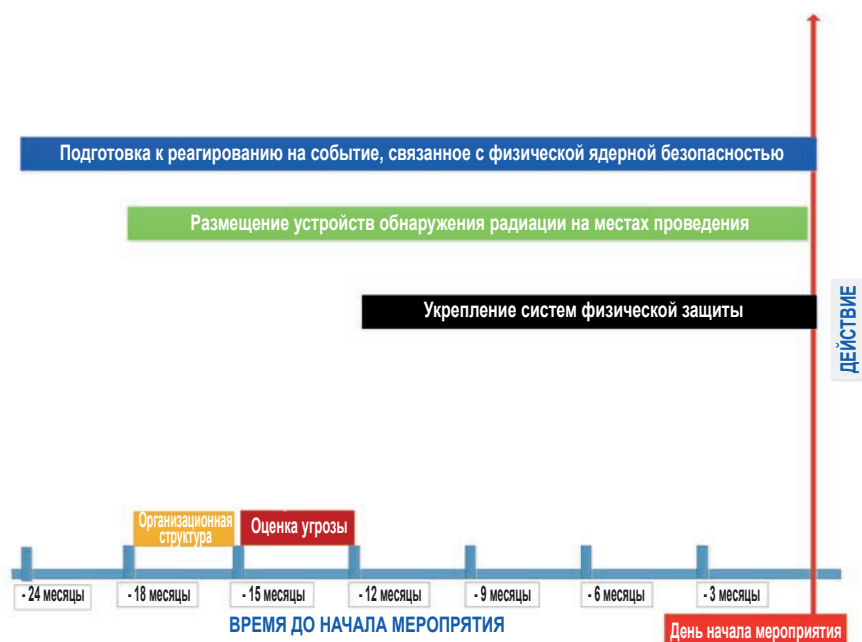 Подготовка к реагированию на событие, связанное с физической ядерной безопасностью
Размещение устройств обнаружения радиации на местах проведения
Укрепление систем физической защиты
ДЕЙСТВИЕ
Организационная
структура
Оценка угрозы
- 24 месяцы
- 18 месяцы
- 15 месяцы
- 12 месяцы
- 9 месяцы
- 6 месяцы
- 3 месяцы
ВРЕМЯ ДО НАЧАЛА МЕРОПРЯТИЯ
День начала мероприятия